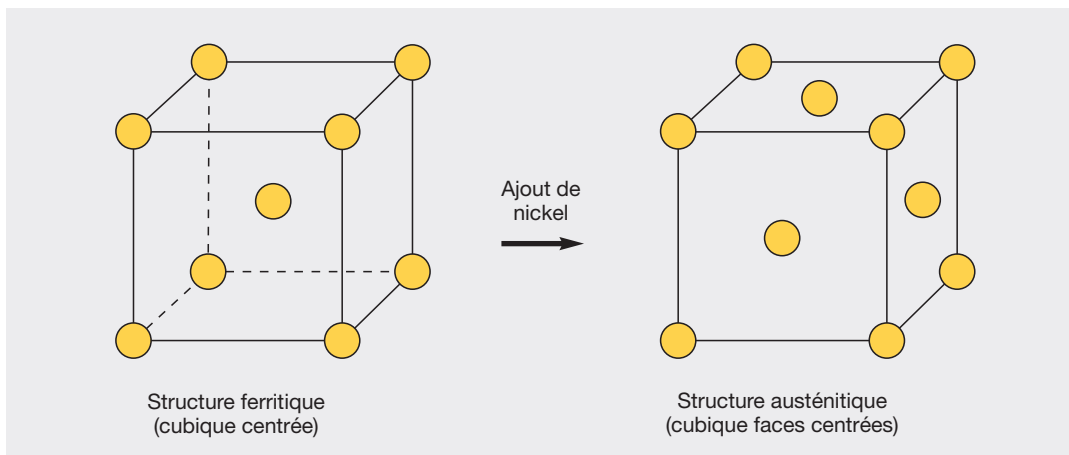 Ajout de
nickel
Structure ferritique
(cubique centrée)
Structure austénitique
(cubique faces centrées)